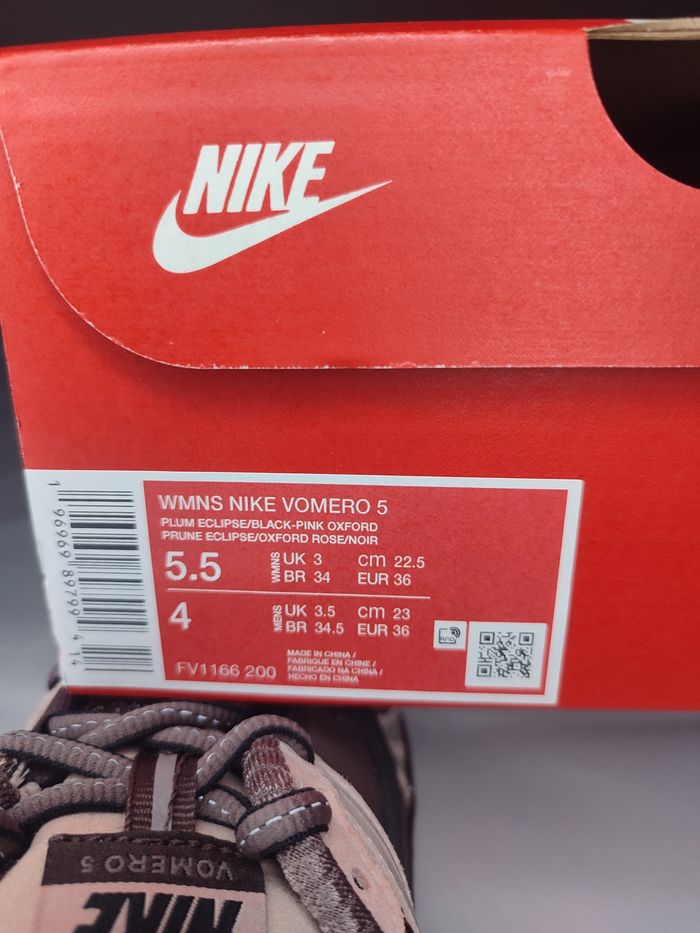 NIKE
WMNS NIKE VOMERO 5
PLUM ECLIPSE/BLACK-PINK OXFORD
PRUNE ECLIPSE/OXFORD ROSE/NOIR
5.5 WMNS UK 3 CM 22.5
BR 34 EUR 36
4 MENS UK 3.5 CM 23
BR 34.5 EUR 36
FV1166 200
MADE IN CHINA /
FABRIQUE EN CHINE /
FABRICADO NA CHINA /
HECHO EN CHINA
RFID
1 96969 89799 4 14
VOMERO 5
NIKE